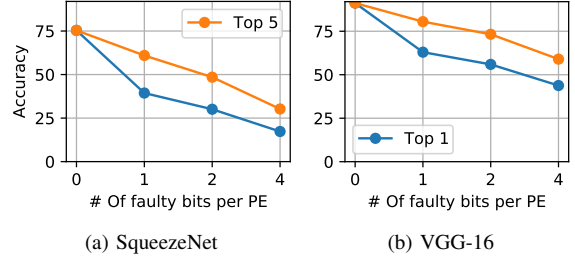 Top 5
Accuracy
75
50
25
0
0 1 2 4
# Of faulty bits per PE
(a) SqueezeNet
75
50
25
0
Top 1
0 1 2 4
# Of faulty bits per PE
(b) VGG-16